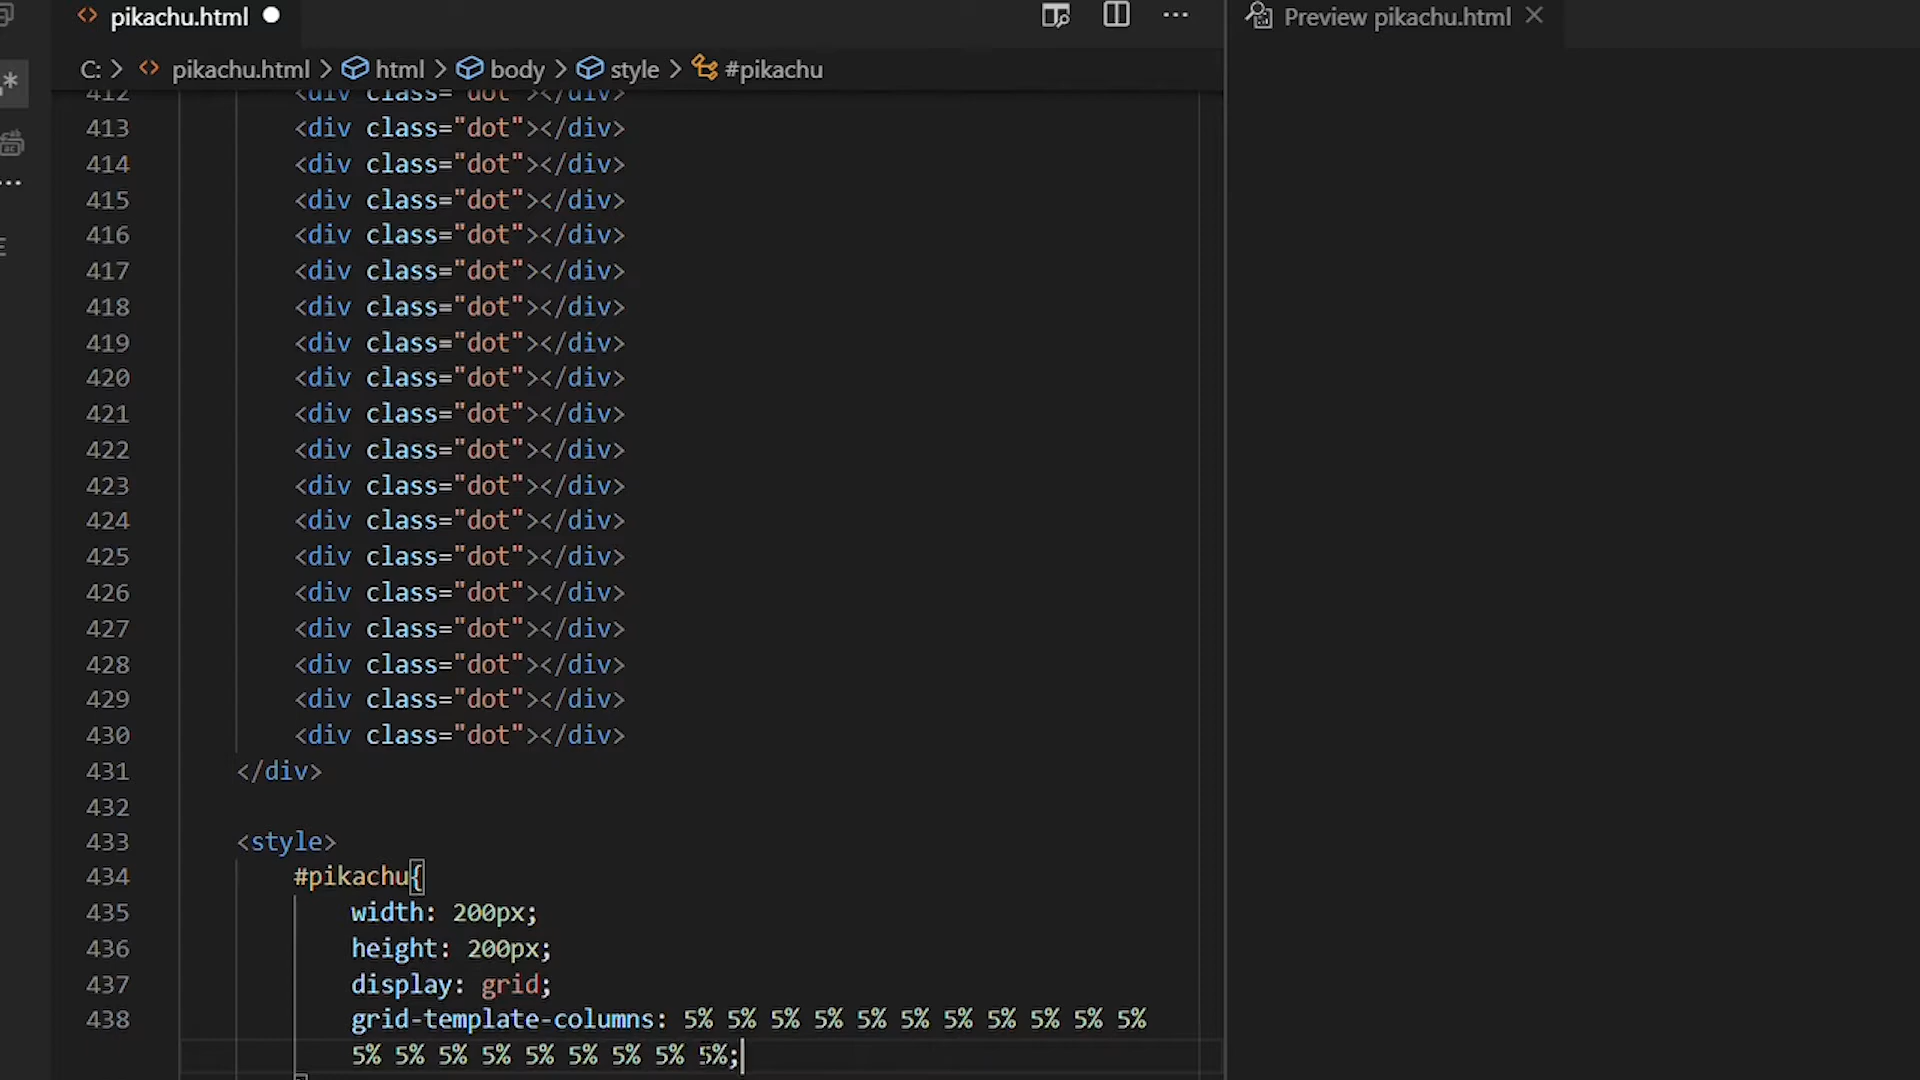 pikachu.html
Preview pikachu.html
C: > pikachu.html > html > body > style > #pikachu
412 <div class="dot"></div>
413 <div class="dot"></div>
414 <div class="dot"></div>
415 <div class="dot"></div>
416 <div class="dot"></div>
417 <div class="dot"></div>
418 <div class="dot"></div>
419 <div class="dot"></div>
420 <div class="dot"></div>
421 <div class="dot"></div>
422 <div class="dot"></div>
423 <div class="dot"></div>
424 <div class="dot"></div>
425 <div class="dot"></div>
426 <div class="dot"></div>
427 <div class="dot"></div>
428 <div class="dot"></div>
429 <div class="dot"></div>
430 <div class="dot"></div>
431 </div>
432
433 <style>
434 #pikachu{
435 width: 200px;
436 height: 200px;
437 display: grid;
438 grid-template-columns: 5% 5% 5% 5% 5% 5% 5% 5% 5% 5% 5%
5% 5% 5% 5% 5% 5% 5% 5% 5%;